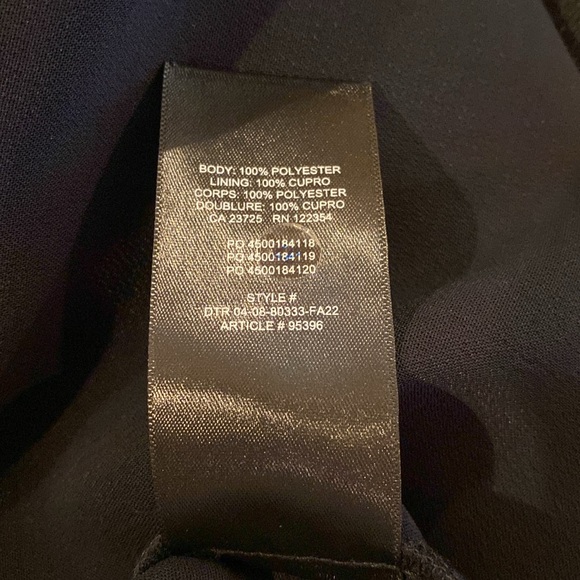 BODY: 100% POLYESTER
LINING: 100% CUPRO
CORPS: 100% POLYESTER
DOUBLURE: 100% CUPRO
CA 23725 RN 122354
PO 4500184118
PO 4500184119
PO 4500184120
STYLE #
DTR 04-08-80333-FA22
ARTICLE # 95396